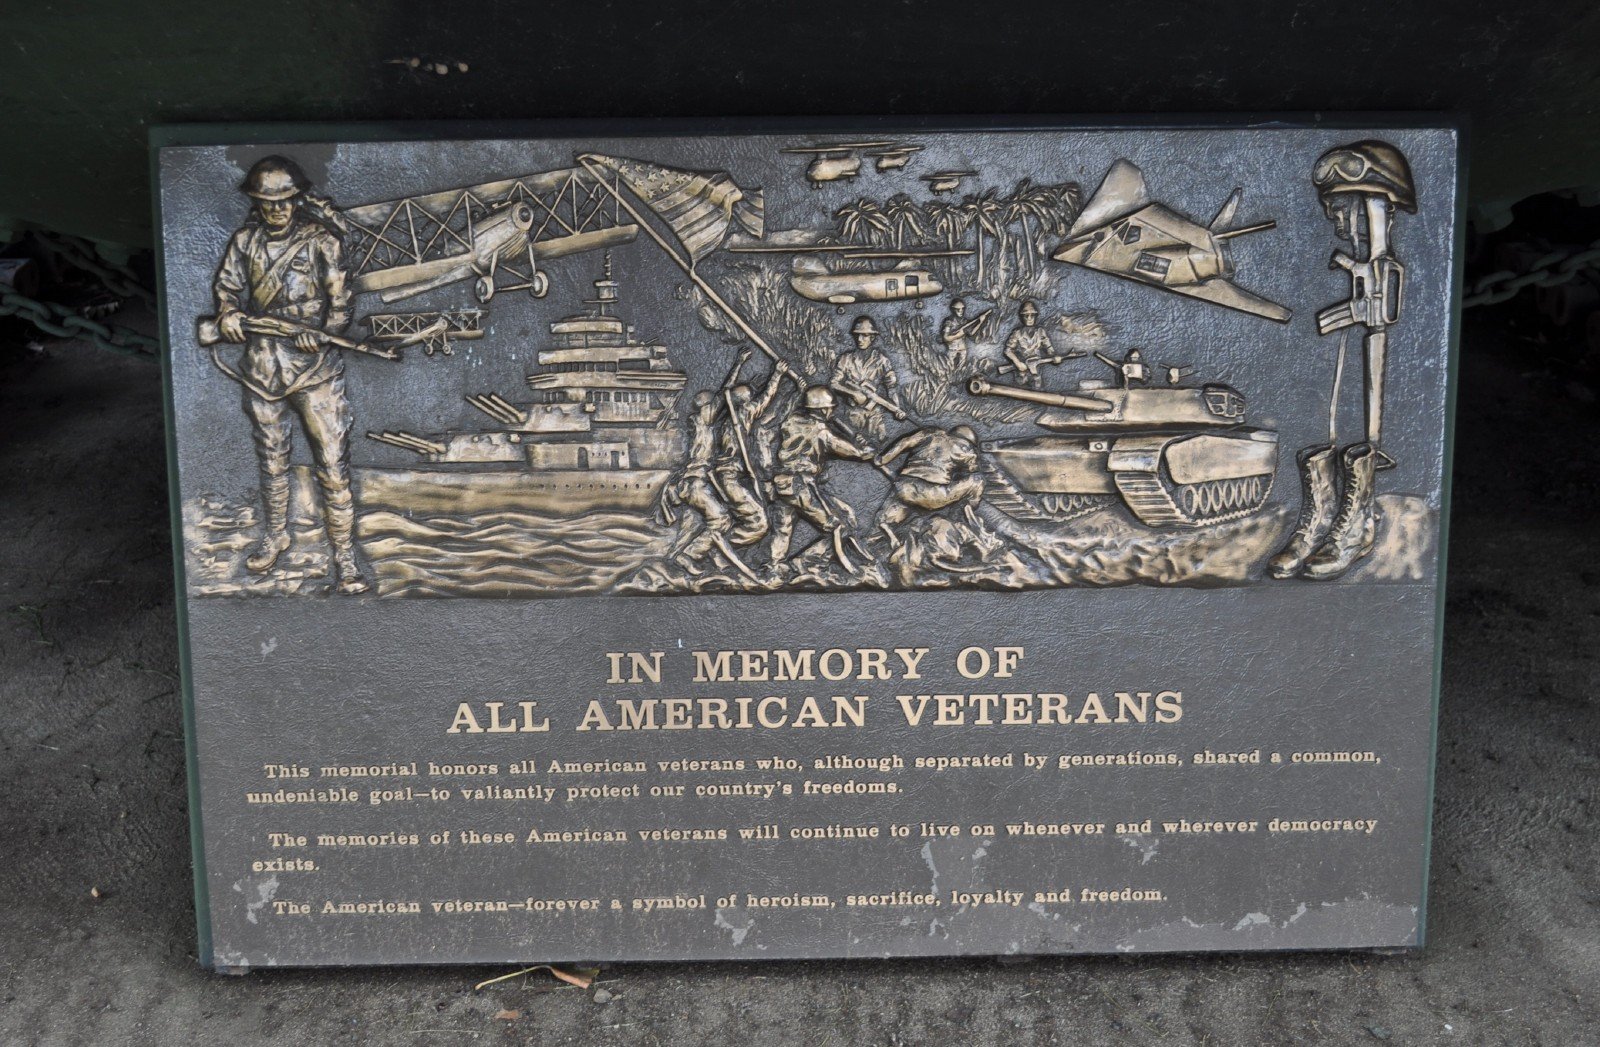 IN MEMORY OF
ALL AMERICAN VETERANS
This memorial honors all American veterans who, although separated by generations, shared a common,
undeniable goal—to valiantly protect our country's freedoms.
The memories of these American veterans will continue to live on whenever and wherever democracy
exists.
The American veteran—forever a symbol of heroism, sacrifice, loyalty and freedom.